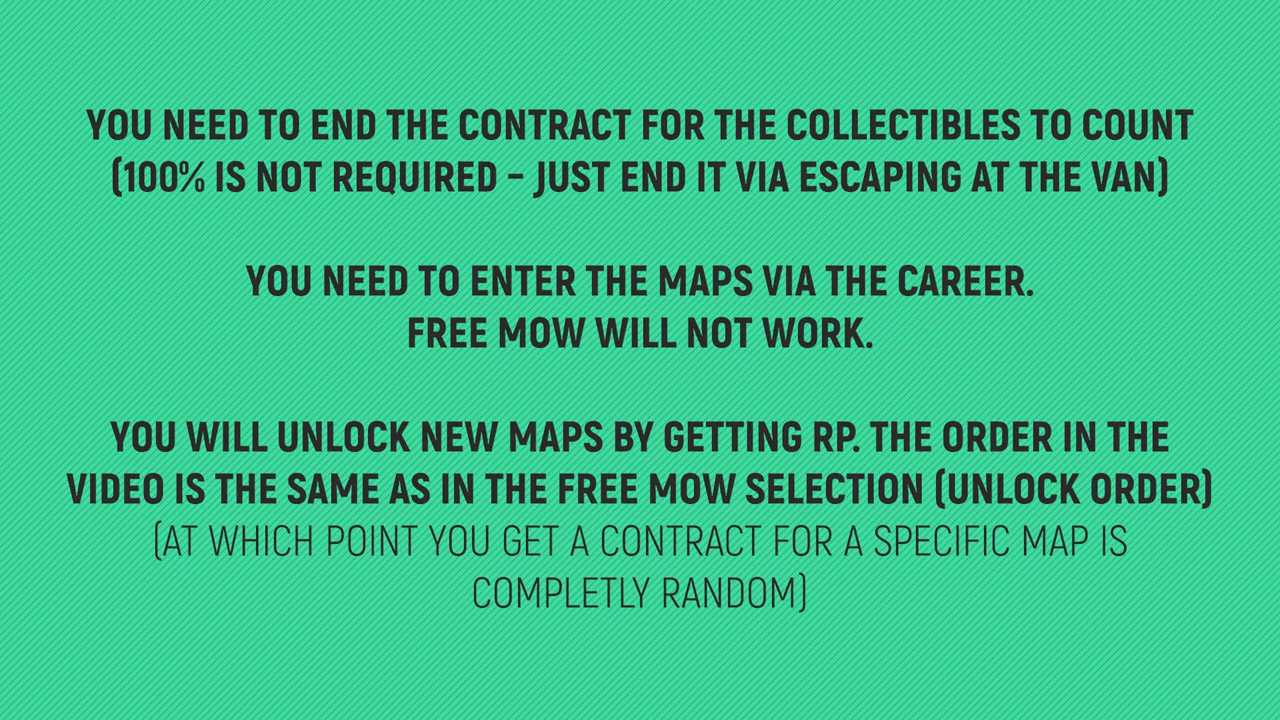 YOU NEED TO END THE CONTRACT FOR THE COLLECTIBLES TO COUNT
(100% IS NOT REQUIRED – JUST END IT VIA ESCAPING AT THE VAN)
YOU NEED TO ENTER THE MAPS VIA THE CAREER.
FREE MOW WILL NOT WORK.
YOU WILL UNLOCK NEW MAPS BY GETTING RP. THE ORDER IN THE
VIDEO IS THE SAME AS IN THE FREE MOW SELECTION (UNLOCK ORDER)
(AT WHICH POINT YOU GET A CONTRACT FOR A SPECIFIC MAP IS
COMPLETLY RANDOM)